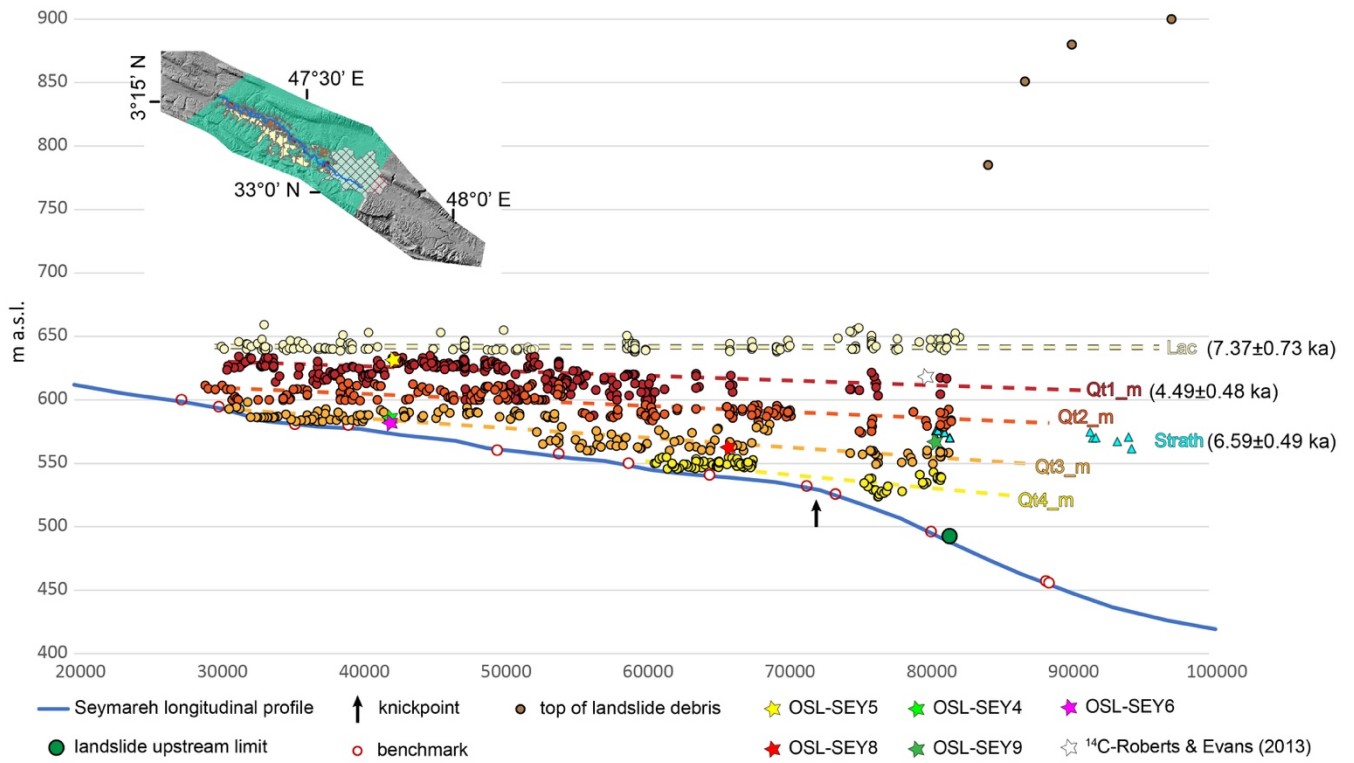 900
850
800
750
700
650
600
550
500
450
400
m a.s.l.
3°15' N
47°30' E
33°0' N
48°0' E
Lac (7.37±0.73 ka)
Qt1_m (4.49±0.48 ka)
Qt2_m
Strath (6.59±0.49 ka)
Qt3_m
Qt4_m
20000 30000 40000 50000 60000 70000 80000 90000 100000
Seymareh longitudinal profile knickpoint top of landslide debris OSL-SEY5 OSL-SEY4 OSL-SEY6
landslide upstream limit benchmark OSL-SEY8 OSL-SEY9 ¹⁴C-Roberts & Evans (2013)